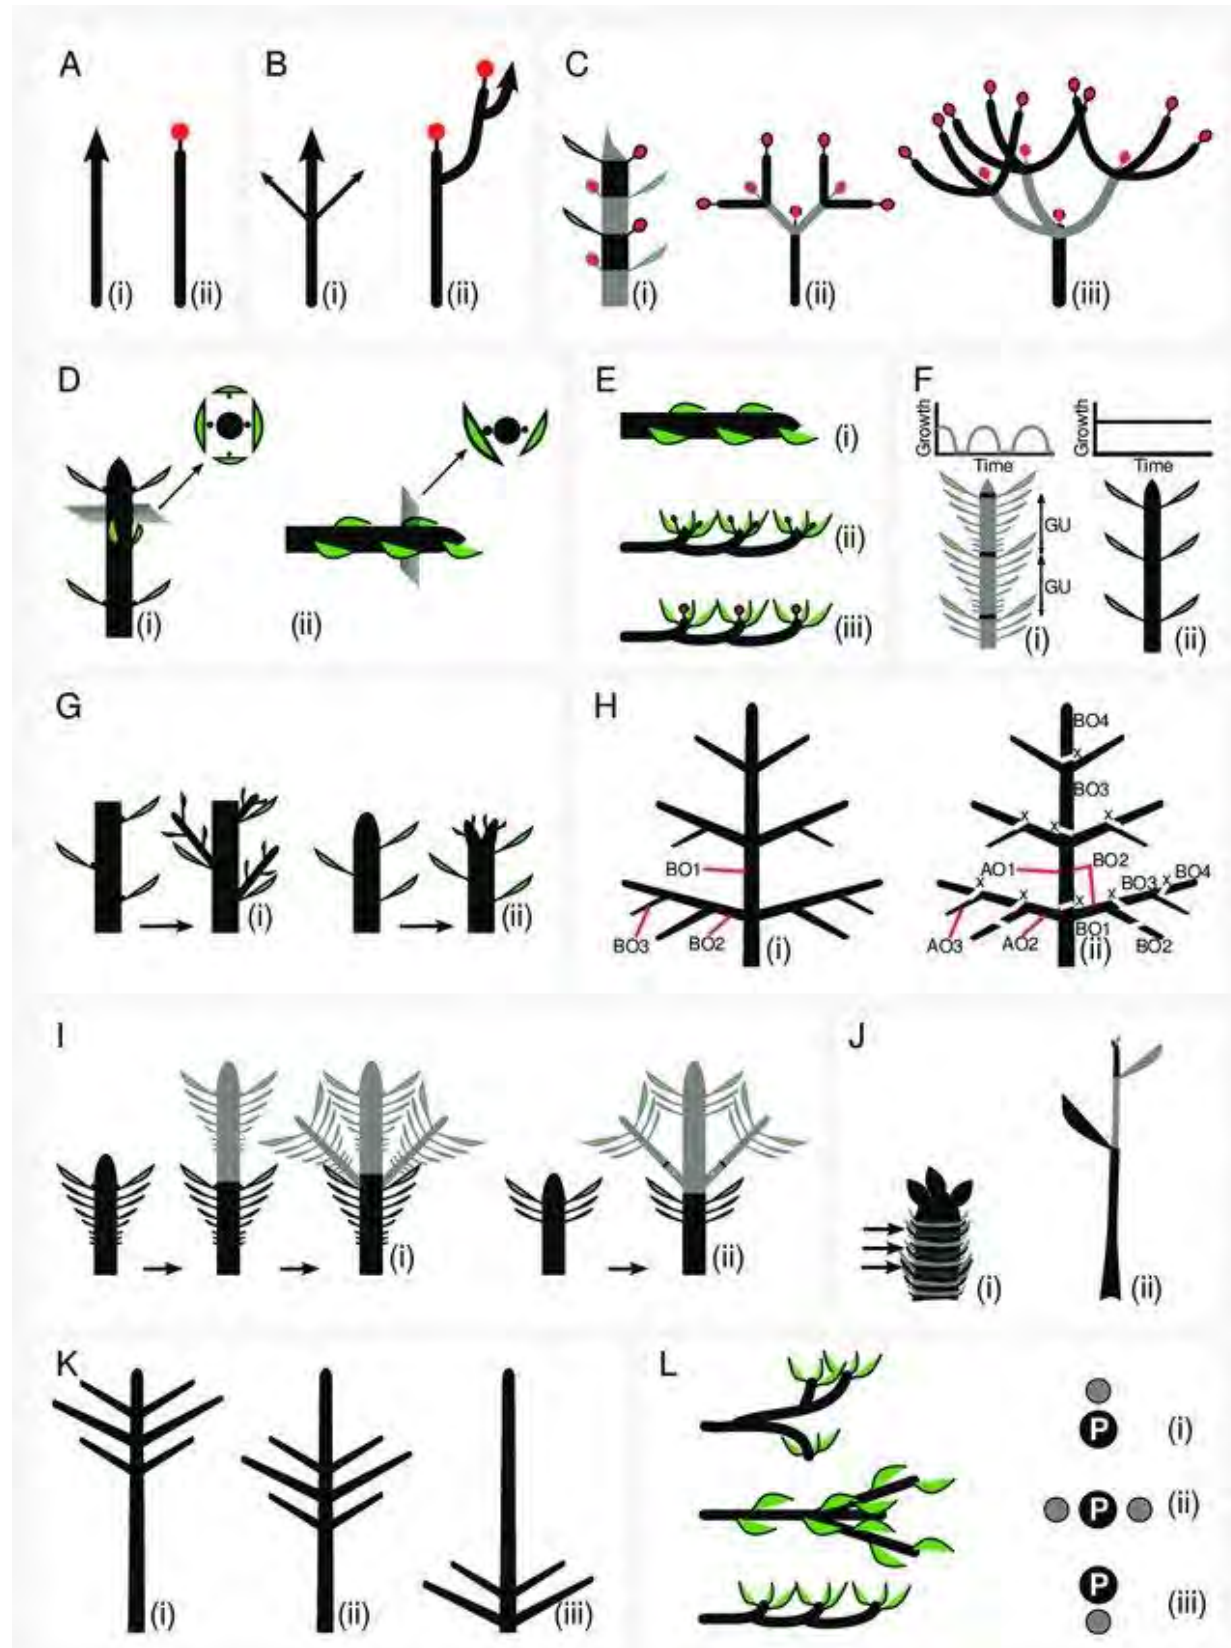 A
(i)
(ii)
B
(i)
(ii)
C
(i)
(ii)
(iii)
D
(i)
(ii)
E
(i)
(ii)
(iii)
F
Growth
Time
GU
GU
(i)
Growth
Time
(ii)
G
(i)
(ii)
H
BO1
BO3
BO2
(i)
BO4
x
BO3
x
x
x
AO1
BO2
BO4
x
x
BO3
x
x
x
BO1
AO3
AO2
(ii)
BO2
I
(i)
(ii)
J
(i)
(ii)
K
(i)
(ii)
(iii)
L
P
(i)
P
(ii)
P
(iii)